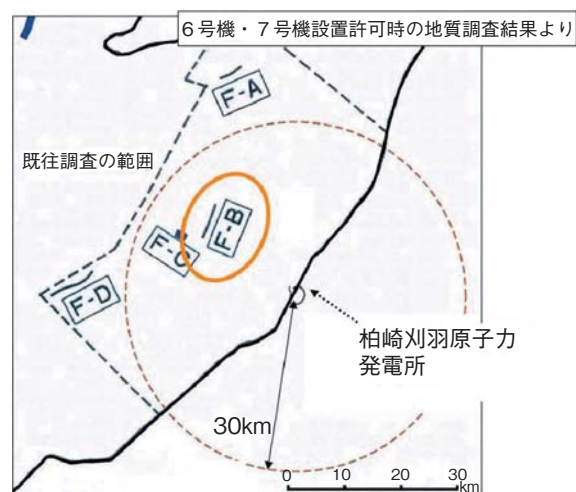 6号機・7号機設置許可時の地質調査結果より
F-A
既往調査の範囲
F-B
F-C
F-D
柏崎刈羽原子力
発電所
30km
0 10 20 30
km